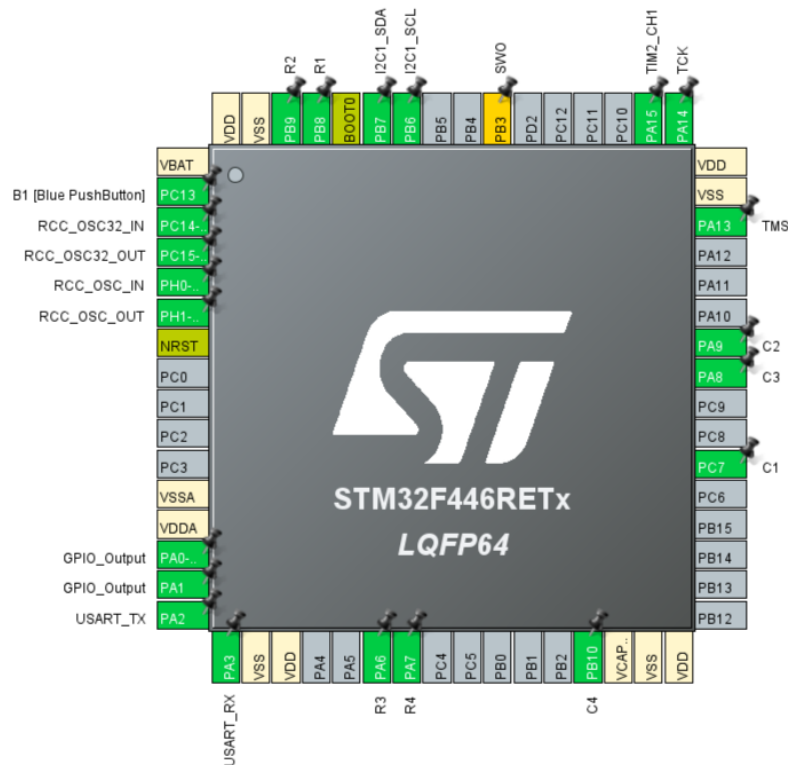 R2
R1
I2C1_SDA
I2C1_SCL
SWO
TIM2_CH1
TCK
VDD
VSS
PB9
PB8
BOOT0
PB7
PB6
PB5
PB4
PB3
PD2
PC12
PC11
PC10
PA15
PA14
VBAT
B1 [Blue PushButton] PC13
RCC_OSC32_IN PC14-..
RCC_OSC32_OUT PC15-..
RCC_OSC_IN PH0-..
RCC_OSC_OUT PH1-..
NRST
PC0
PC1
PC2
PC3
VSSA
VDDA
GPIO_Output PA0-..
GPIO_Output PA1
USART_TX PA2
ST
STM32F446RETx
LQFP64
VDD
VSS
PA13 TMS
PA12
PA11
PA10
PA9 C2
PA8 C3
PC9
PC8
PC7 C1
PC6
PB15
PB14
PB13
PB12
PA3
VSS
VDD
PA4
PA5
PA6
PA7
PC4
PC5
PB0
PB1
PB2
PB10
VCAP..
VSS
VDD
USART_RX
R3
R4
C4